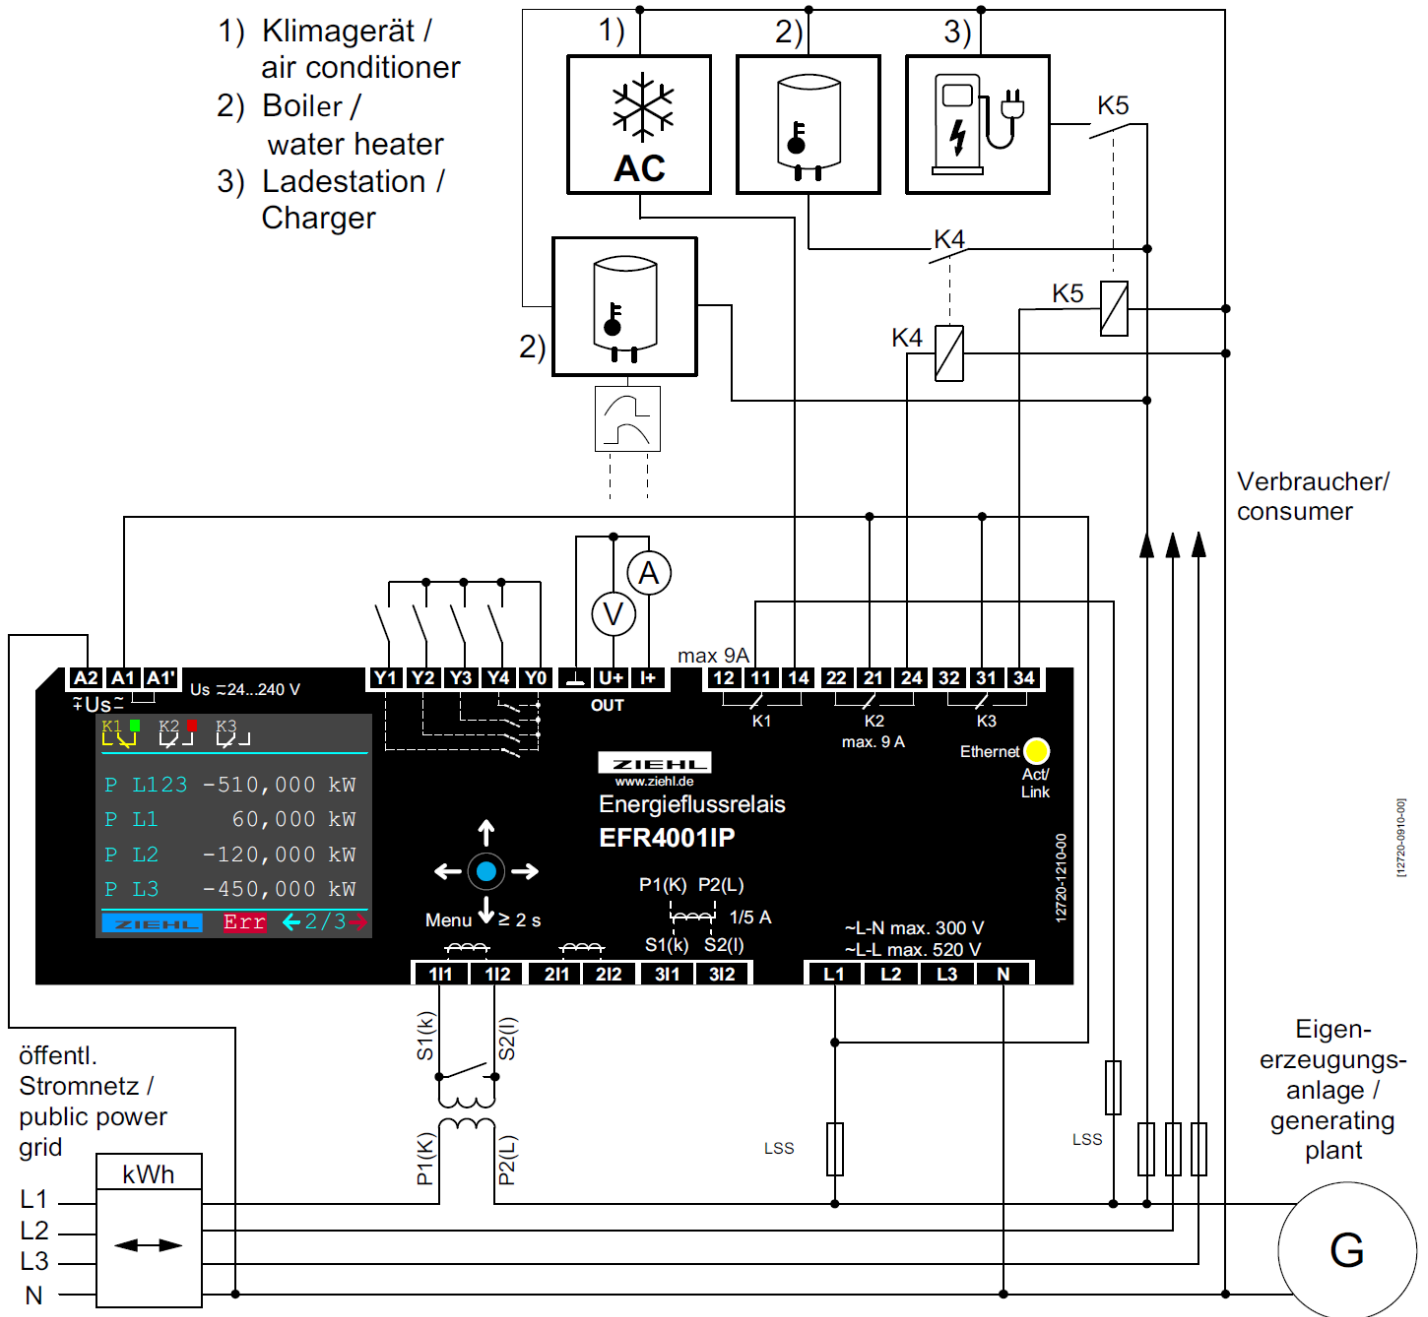 1) Klimagerät /
air conditioner
2) Boiler /
water heater
3) Ladestation /
Charger
1)
2)
3)
AC
K5
K4
K5
K4
2)
Verbraucher/
consumer
A
V
max 9A
A2 A1 A1'
Y1 Y2 Y3 Y4 Y0 ⊥ U+ I+
12 11 14 22 21 24 32 31 34
≂Us≂
Us ≂24...240 V
OUT
K1
K2
K3
max. 9 A
K1 K2 K3
P L123 -510,000 kW
P L1 60,000 kW
P L2 -120,000 kW
P L3 -450,000 kW
ZIEHL Err ←2/3→
ZIEHL
www.ziehl.de
Energieflussrelais
EFR4001IP
Ethernet
Act/
Link
12720-1210-00
[12720-0910-00]
Menu ≥ 2 s
P1(K) P2(L)
1/5 A
S1(k) S2(l)
~L-N max. 300 V
~L-L max. 520 V
1I1 1I2 2I1 2I2 3I1 3I2
L1 L2 L3 N
S1(k)
S2(l)
P1(K)
P2(L)
LSS
LSS
öffentl.
Stromnetz /
public power
grid
kWh
L1
L2
L3
N
Eigen-
erzeugungs-
anlage /
generating
plant
G